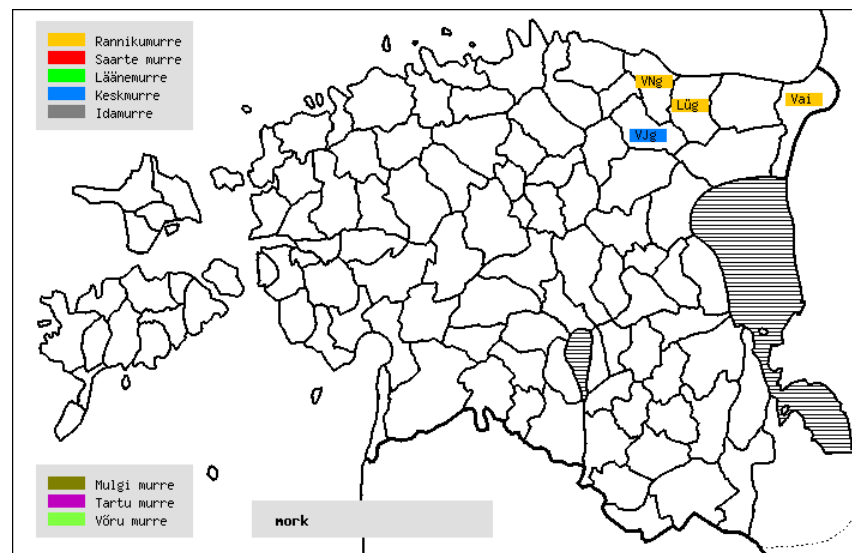 Rannikumurre
Saarte murre
Läänemurre
Keskmurre
Idamurre
VNg
Lüg
Vai
VJg
Mulgi murre
Tartu murre
Võru murre
mork